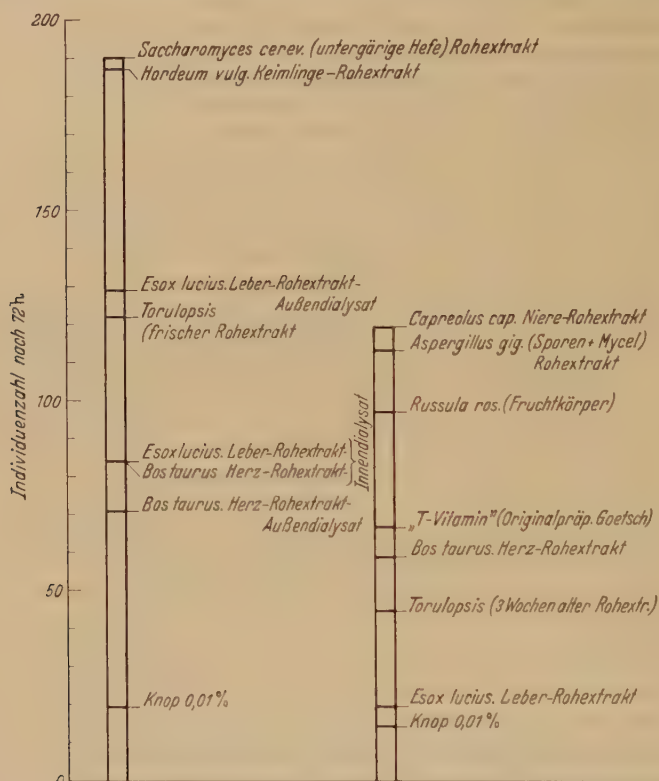 200
150
100
50
0
Individuenzahl nach 72h
Saccharomyces cerev. (untergärige Hefe) Rohextrakt
Hordeum vulg. Keimlinge-Rohextrakt
Esox lucius. Leber-Rohextrakt-
Außendialysat
Torulopsis
(frischer Rohextrakt
Esox lucius. Leber-Rohextrakt-
Bos taurus Herz-Rohextrakt-
Innendialysat
Bos taurus. Herz-Rohextrakt-
Außendialysat
Knop 0,01%
Capreolus cap. Niere-Rohextrakt
Aspergillus gig. (Sporen + Mycel)
Rohextrakt
Russula ros. (Fruchtkörper)
„T-Vitamin" (Originalpräp. Goetsch)
Bos taurus. Herz-Rohextrakt
Torulopsis (3 Wochen alter Rohextr.)
Esox lucius. Leber-Rohextrakt
Knop 0,01%